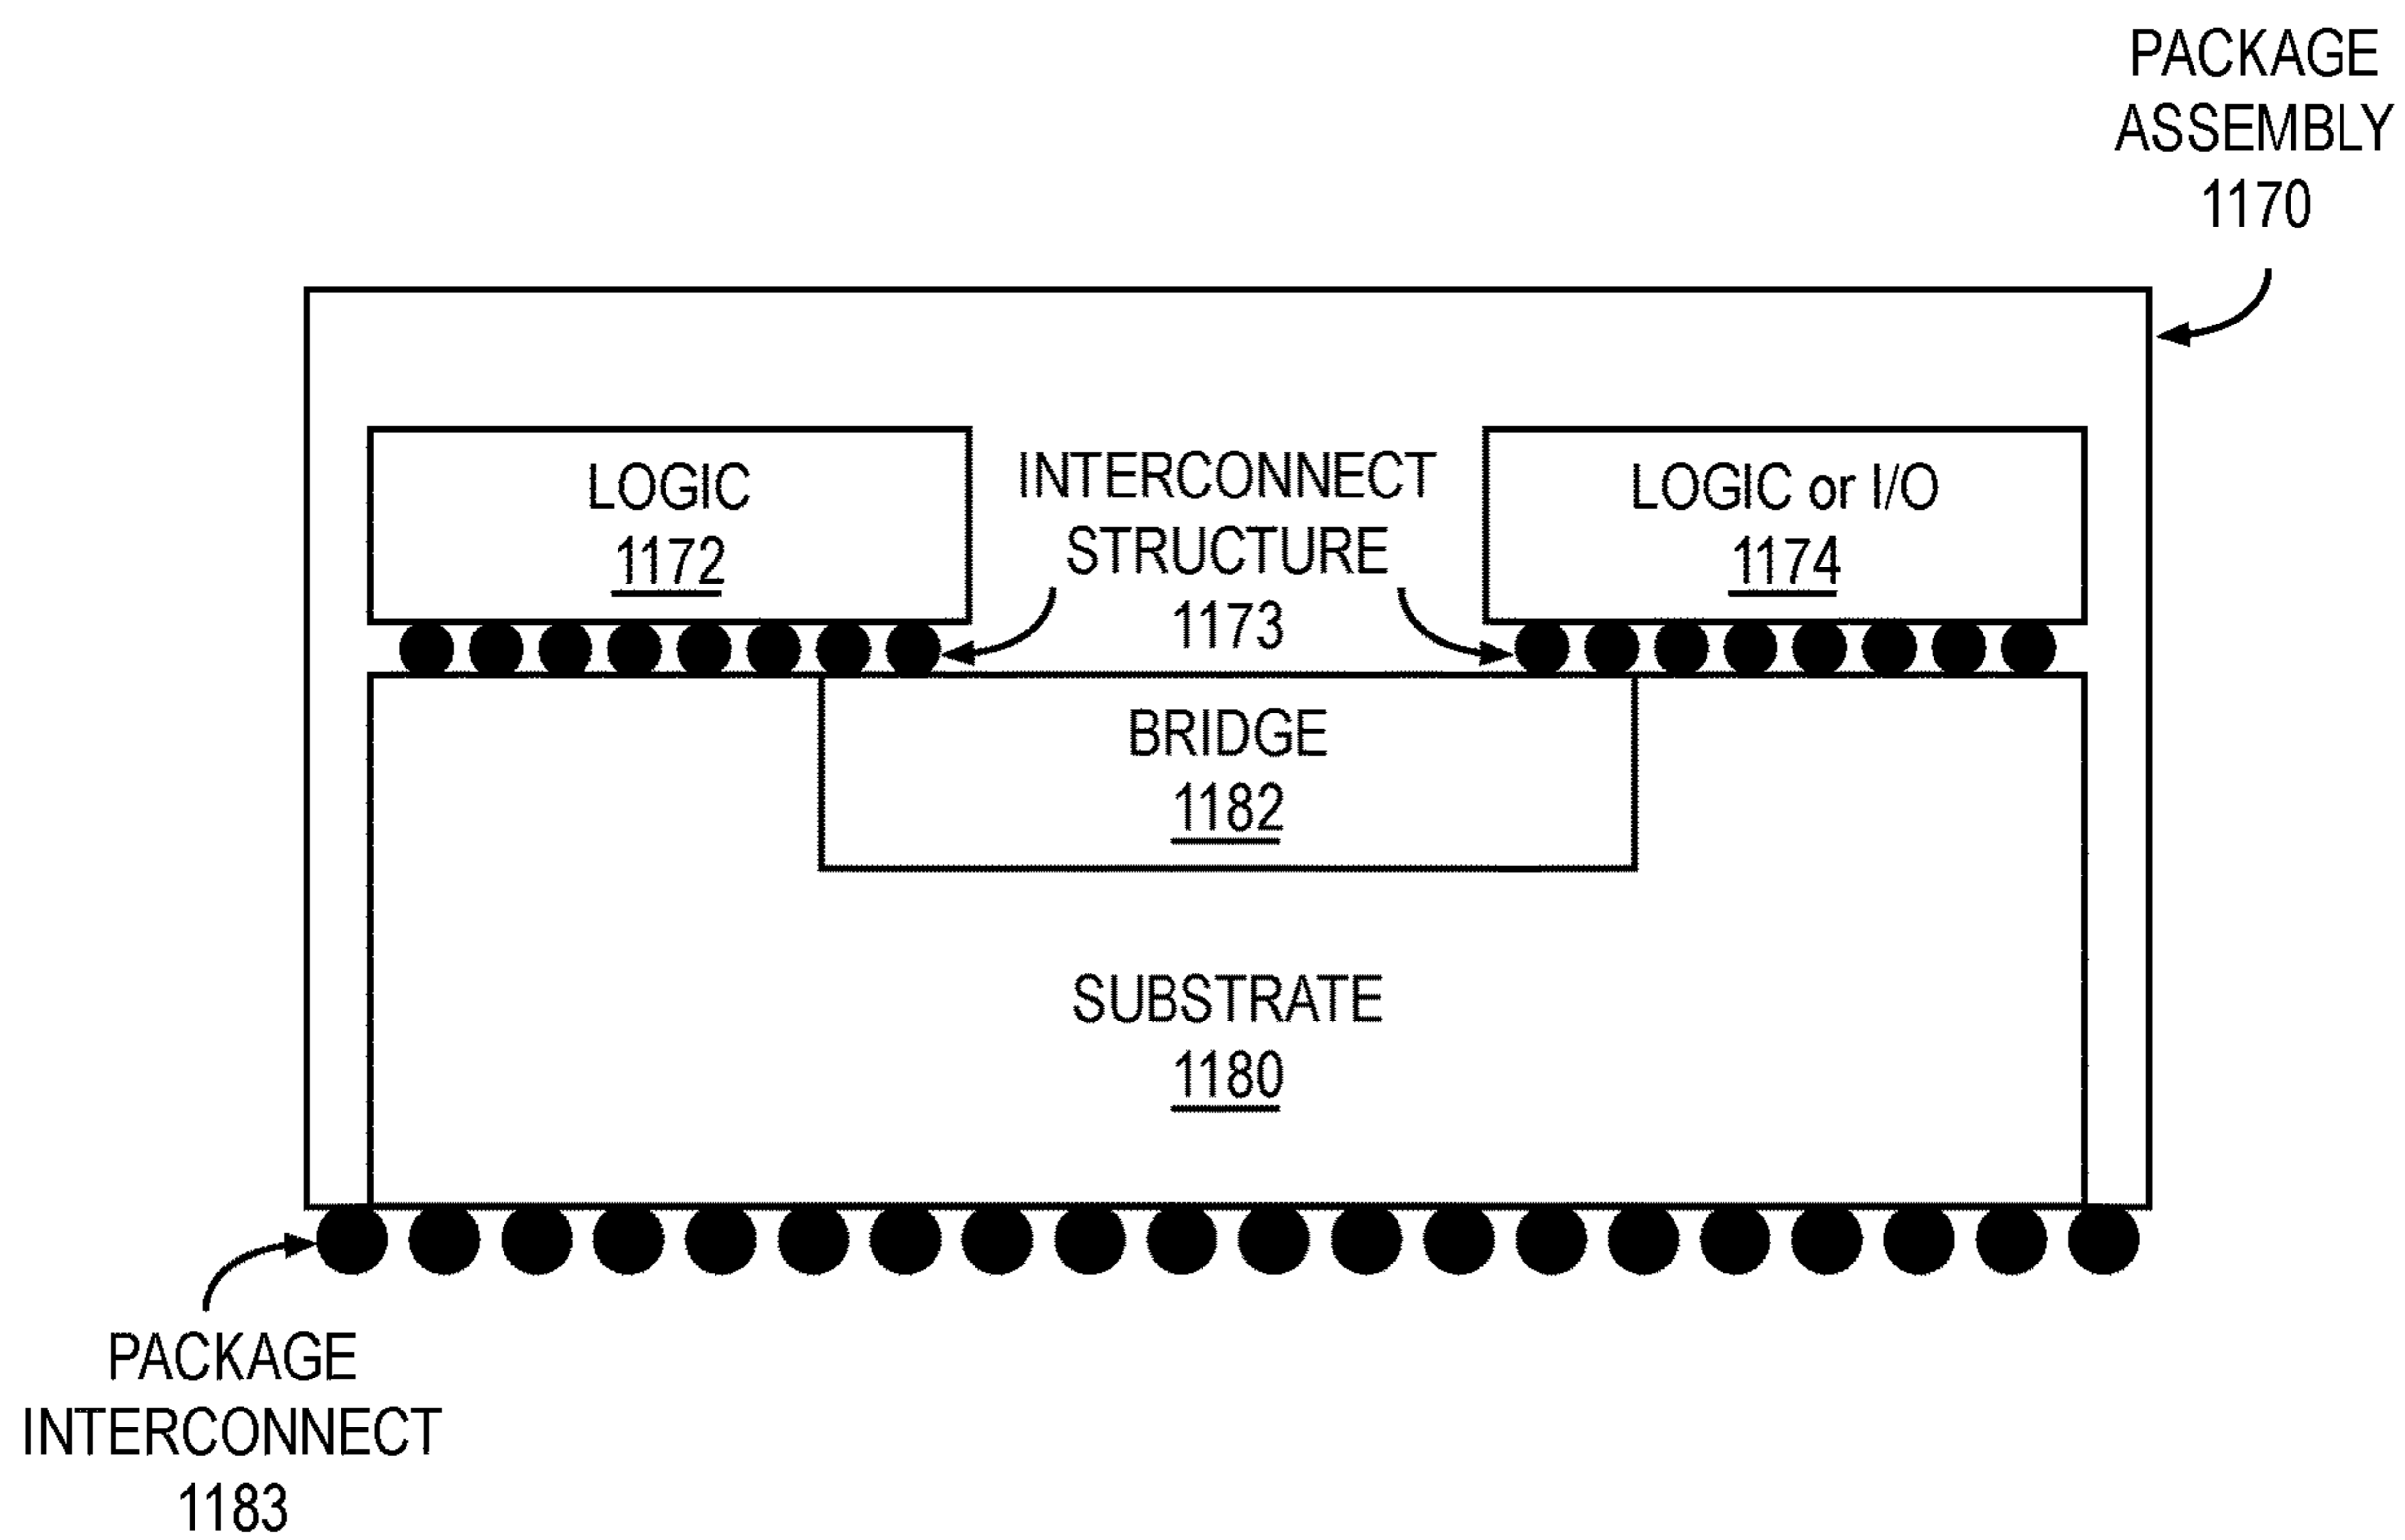 PACKAGE
ASSEMBLY
1170
LOGIC
1172
INTERCONNECT
STRUCTURE
1173
LOGIC or I/O
1174
BRIDGE
1182
SUBSTRATE
1180
PACKAGE
INTERCONNECT
1183